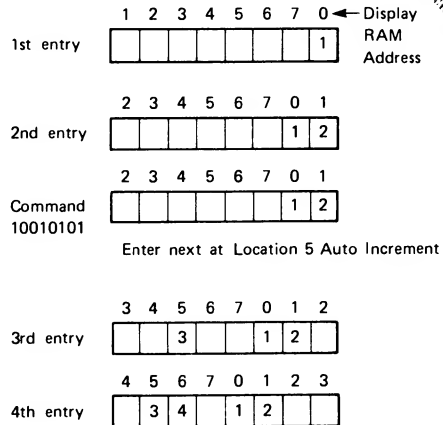 1 2 3 4 5 6 7 0 ← Display
RAM
Address
1st entry 1
2 3 4 5 6 7 0 1
2nd entry 1 2
2 3 4 5 6 7 0 1
Command
10010101 1 2
Enter next at Location 5 Auto Increment
3 4 5 6 7 0 1 2
3rd entry 3 1 2
4 5 6 7 0 1 2 3
4th entry 3 4 1 2